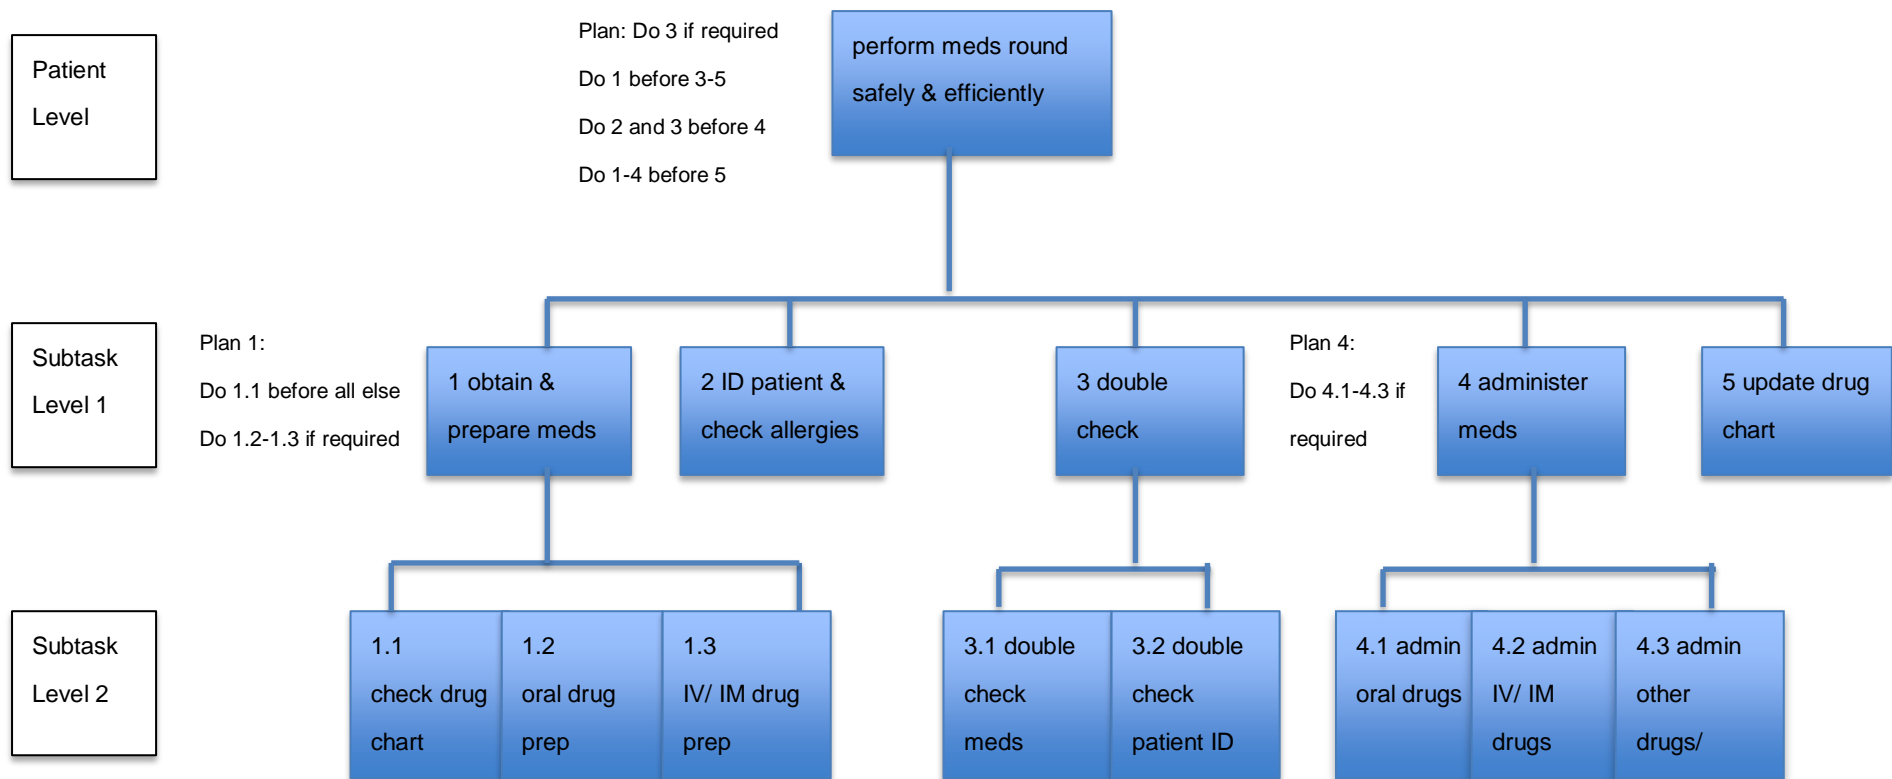 Patient
Level
Plan: Do 3 if required
Do 1 before 3-5
Do 2 and 3 before 4
Do 1-4 before 5
perform meds round
safely & efficiently
Subtask
Level 1
Plan 1:
Do 1.1 before all else
Do 1.2-1.3 if required
1 obtain &
prepare meds
2 ID patient &
check allergies
3 double
check
Plan 4:
Do 4.1-4.3 if
required
4 administer
meds
5 update drug
chart
Subtask
Level 2
1.1
check drug
chart
1.2
oral drug
prep
1.3
IV/ IM drug
prep
3.1 double
check
meds
3.2 double
check
patient ID
4.1 admin
oral drugs
4.2 admin
IV/ IM
drugs
4.3 admin
other
drugs/